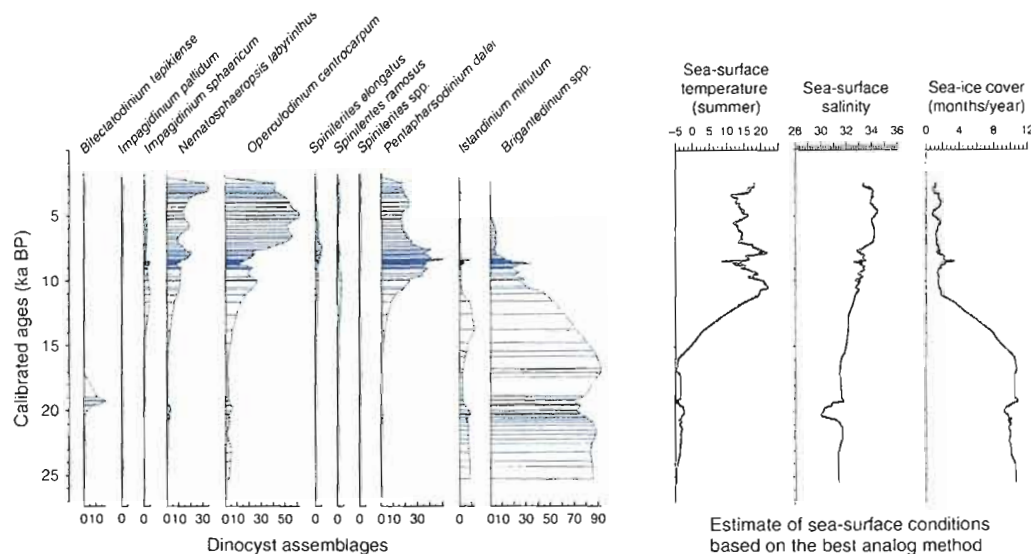 Bitectatodinium tepikiense
Impagidinium pallidum
Impagidinium sphaericum
Nematosphaeropsis labyrinthus
Operculodinium centrocarpum
Spiniferites elongatus
Spiniferites ramosus
Spiniferites spp.
Pentapharsodinium dalei
Islandinium minutum
Brigantedinium spp.
Sea-surface
temperature
(summer)
-5 0 5 10 15 20
Sea-surface
salinity
26 28 30 32 34 36
Sea-ice cover
(months/year)
0 4 8 12
Calibrated ages (ka BP)
5
10
15
20
25
0 10 0 0 0 10 30 0 10 30 50 0 0 0 0 10 30 0 0 10 30 50 70 90
Dinocyst assemblages
Estimate of sea-surface conditions
based on the best analog method